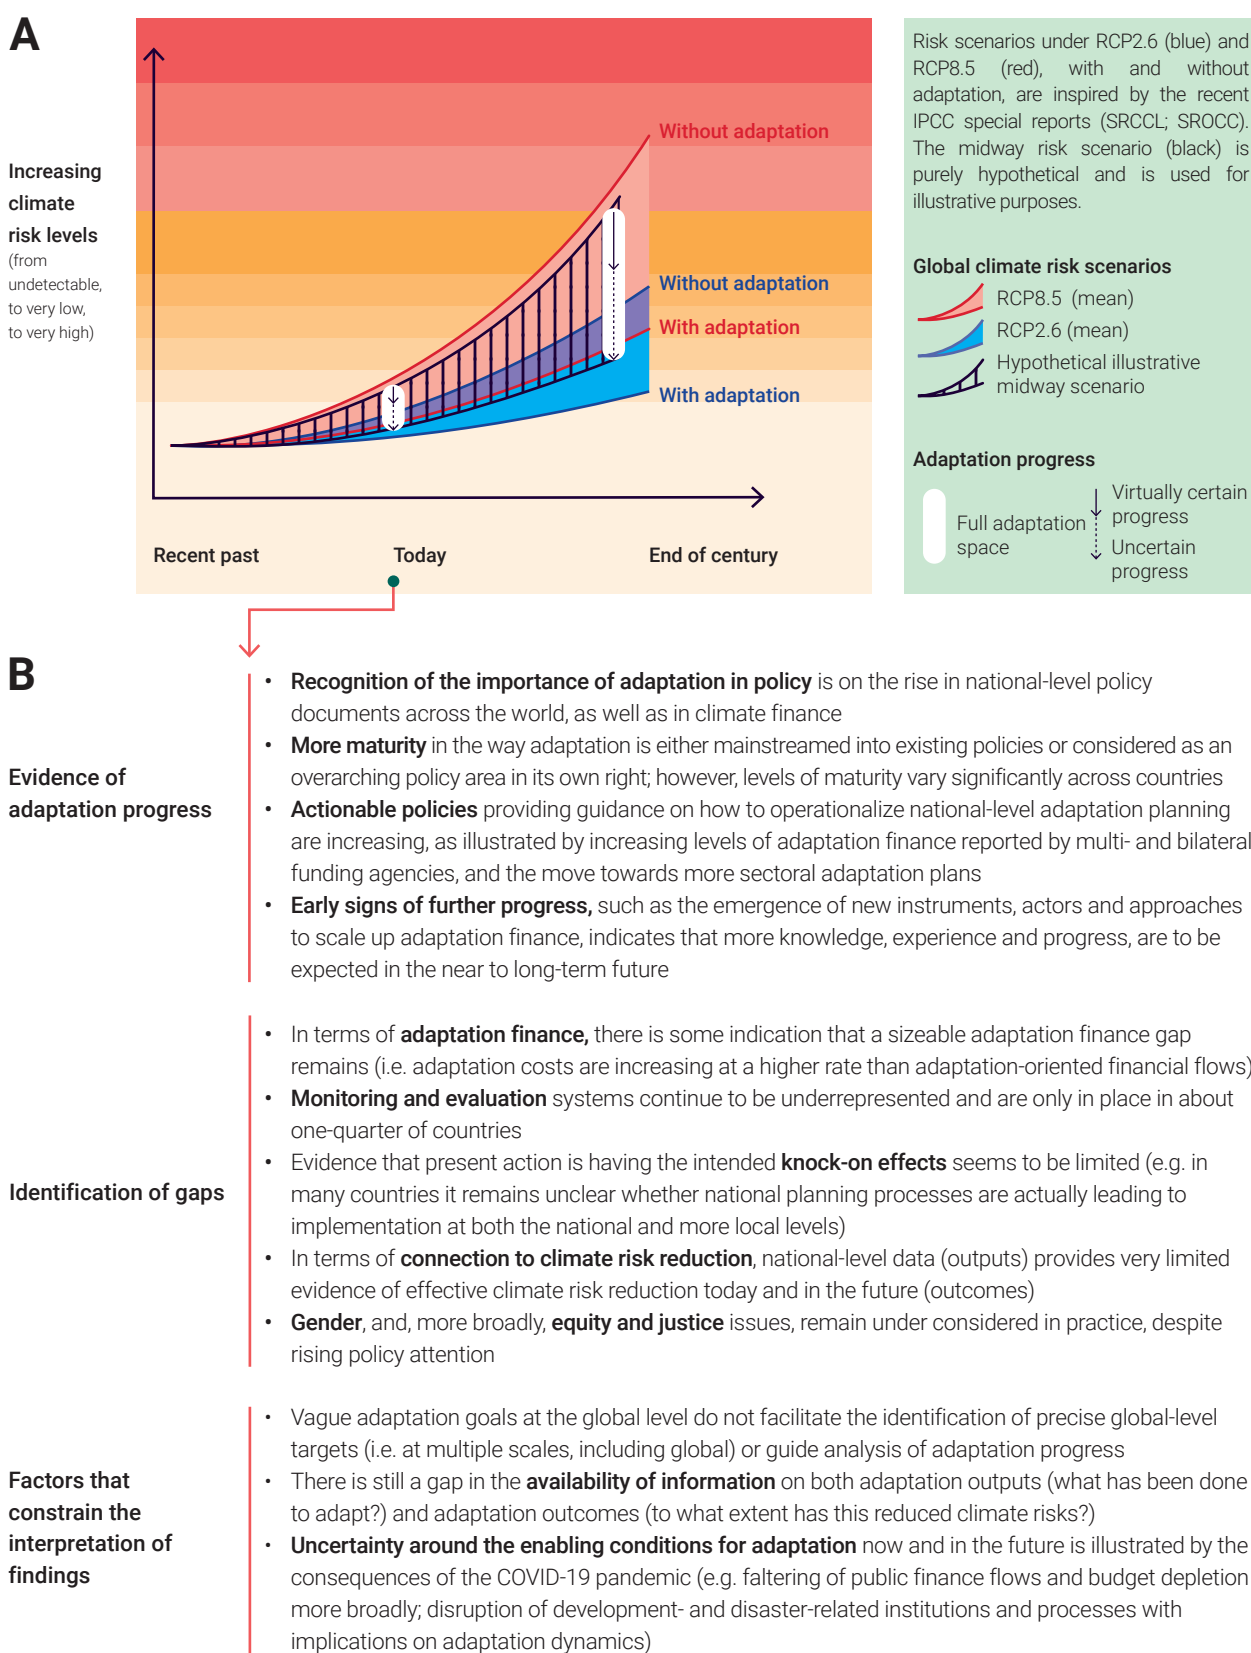 A
Increasing
climate
risk levels
(from
undetectable,
to very low,
to very high)
Without adaptation
Without adaptation
With adaptation
With adaptation
Recent past
Today
End of century
Risk scenarios under RCP2.6 (blue) and
RCP8.5 (red), with and without
adaptation, are inspired by the recent
IPCC special reports (SRCCL; SROCC).
The midway risk scenario (black) is
purely hypothetical and is used for
illustrative purposes.
Global climate risk scenarios
RCP8.5 (mean)
RCP2.6 (mean)
Hypothetical illustrative
midway scenario
Adaptation progress
Full adaptation
space
Virtually certain
progress
Uncertain
progress
B
Evidence of
adaptation progress
• Recognition of the importance of adaptation in policy is on the rise in national-level policy
documents across the world, as well as in climate finance
• More maturity in the way adaptation is either mainstreamed into existing policies or considered as an
overarching policy area in its own right; however, levels of maturity vary significantly across countries
• Actionable policies providing guidance on how to operationalize national-level adaptation planning
are increasing, as illustrated by increasing levels of adaptation finance reported by multi- and bilateral
funding agencies, and the move towards more sectoral adaptation plans
• Early signs of further progress, such as the emergence of new instruments, actors and approaches
to scale up adaptation finance, indicates that more knowledge, experience and progress, are to be
expected in the near to long-term future
Identification of gaps
• In terms of adaptation finance, there is some indication that a sizeable adaptation finance gap
remains (i.e. adaptation costs are increasing at a higher rate than adaptation-oriented financial flows)
• Monitoring and evaluation systems continue to be underrepresented and are only in place in about
one-quarter of countries
• Evidence that present action is having the intended knock-on effects seems to be limited (e.g. in
many countries it remains unclear whether national planning processes are actually leading to
implementation at both the national and more local levels)
• In terms of connection to climate risk reduction, national-level data (outputs) provides very limited
evidence of effective climate risk reduction today and in the future (outcomes)
• Gender, and, more broadly, equity and justice issues, remain under considered in practice, despite
rising policy attention
Factors that
constrain the
interpretation of
findings
• Vague adaptation goals at the global level do not facilitate the identification of precise global-level
targets (i.e. at multiple scales, including global) or guide analysis of adaptation progress
• There is still a gap in the availability of information on both adaptation outputs (what has been done
to adapt?) and adaptation outcomes (to what extent has this reduced climate risks?)
• Uncertainty around the enabling conditions for adaptation now and in the future is illustrated by the
consequences of the COVID-19 pandemic (e.g. faltering of public finance flows and budget depletion
more broadly; disruption of development- and disaster-related institutions and processes with
implications on adaptation dynamics)